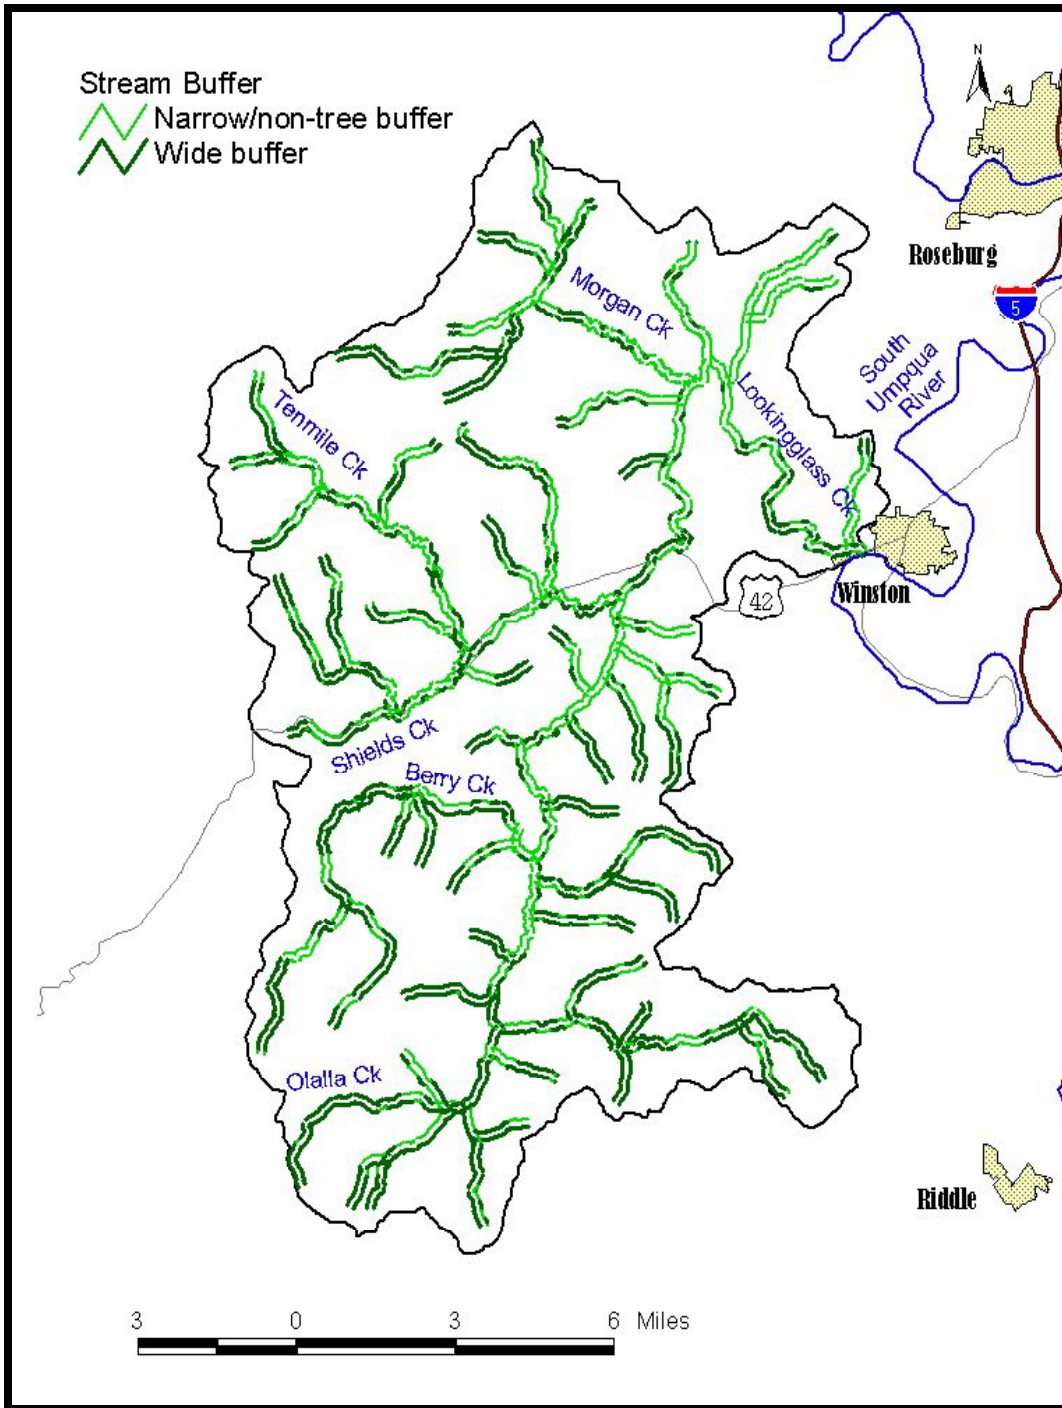 Stream Buffer
Narrow/non-tree buffer
Wide buffer
N
Roseburg
5
Morgan Ck
South
Umpqua
River
Lookingglass Ck
Tenmile Ck
Winston
42
Shields Ck
Berry Ck
Olalla Ck
Riddle
3 0 3 6 Miles